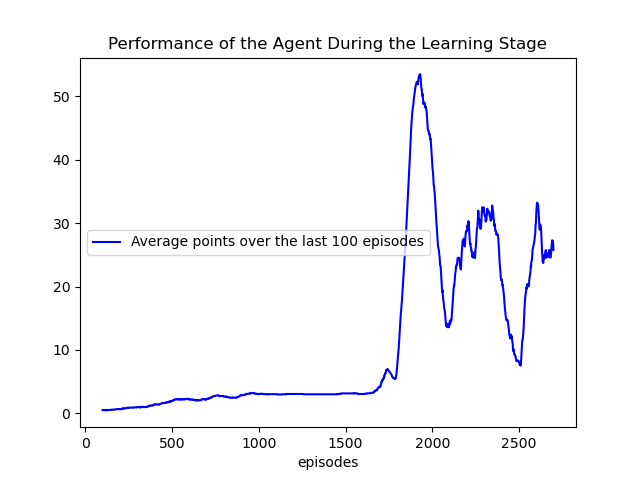 Performance of the Agent During the Learning Stage
50
40
30
Average points over the last 100 episodes
20
10
0
0 500 1000 1500 2000 2500
episodes